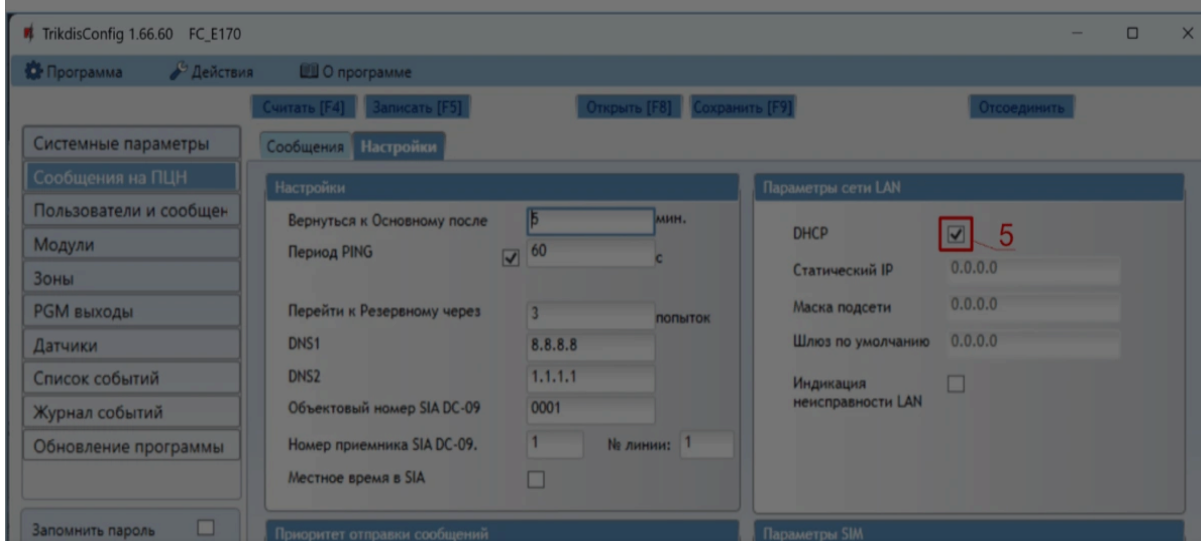 TrikdisConfig 1.66.60 FC_E170
Программа Действия О программе
Считать [F4] Записать [F5] Открыть [F8] Сохранить [F9] Отсоединить
Системные параметры
Сообщения на ПЦН
Пользователи и сообщен
Модули
Зоны
PGM выходы
Датчики
Список событий
Журнал событий
Обновление программы
Запомнить пароль
Сообщения Настройки
Настройки
Вернуться к Основному после 5 мин.
Период PING 60 с
Перейти к Резервному через 3 попыток
DNS1 8.8.8.8
DNS2 1.1.1.1
Объектовый номер SIA DC-09 0001
Номер приемника SIA DC-09. 1 № линии: 1
Местное время в SIA
Приоритет отправки сообщений
Параметры сети LAN
DHCP 5
Статический IP 0.0.0.0
Маска подсети 0.0.0.0
Шлюз по умолчанию 0.0.0.0
Индикация
неисправности LAN
Параметры SIM